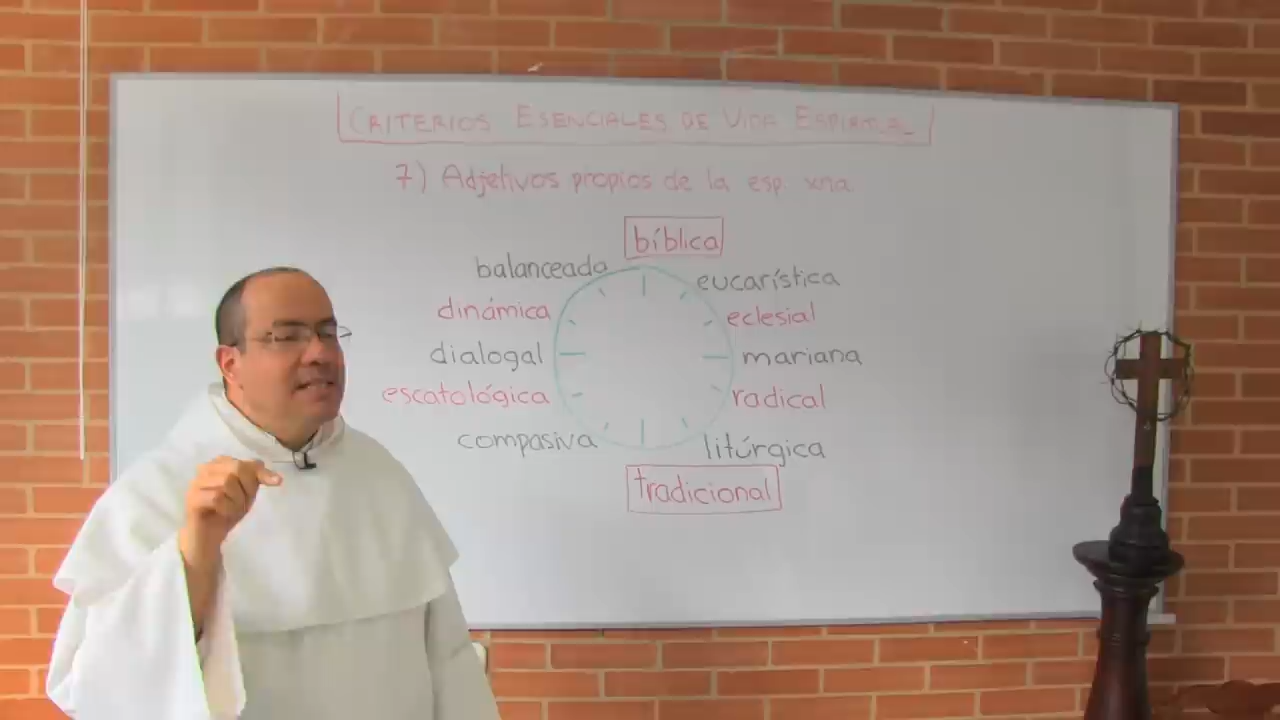 CRITERIOS ESENCIALES DE VIDA ESPIRITUAL
7) Adjetivos propios de la esp. xna.
bíblica
balanceada
eucarística
dinámica
eclesial
dialogal
mariana
escatológica
radical
compasiva
litúrgica
tradicional